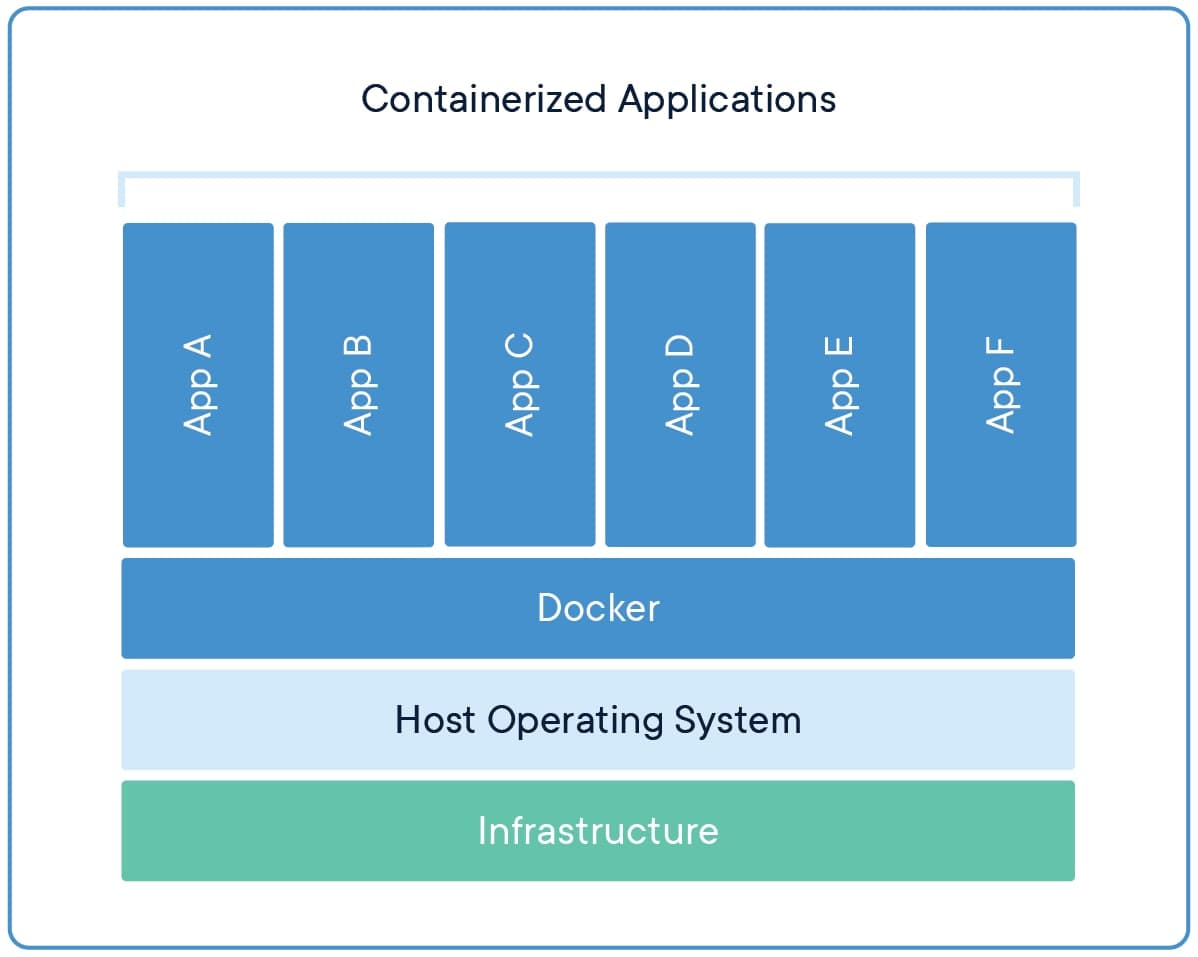 Containerized Applications
App A
App B
App C
App D
App E
App F
Docker
Host Operating System
Infrastructure